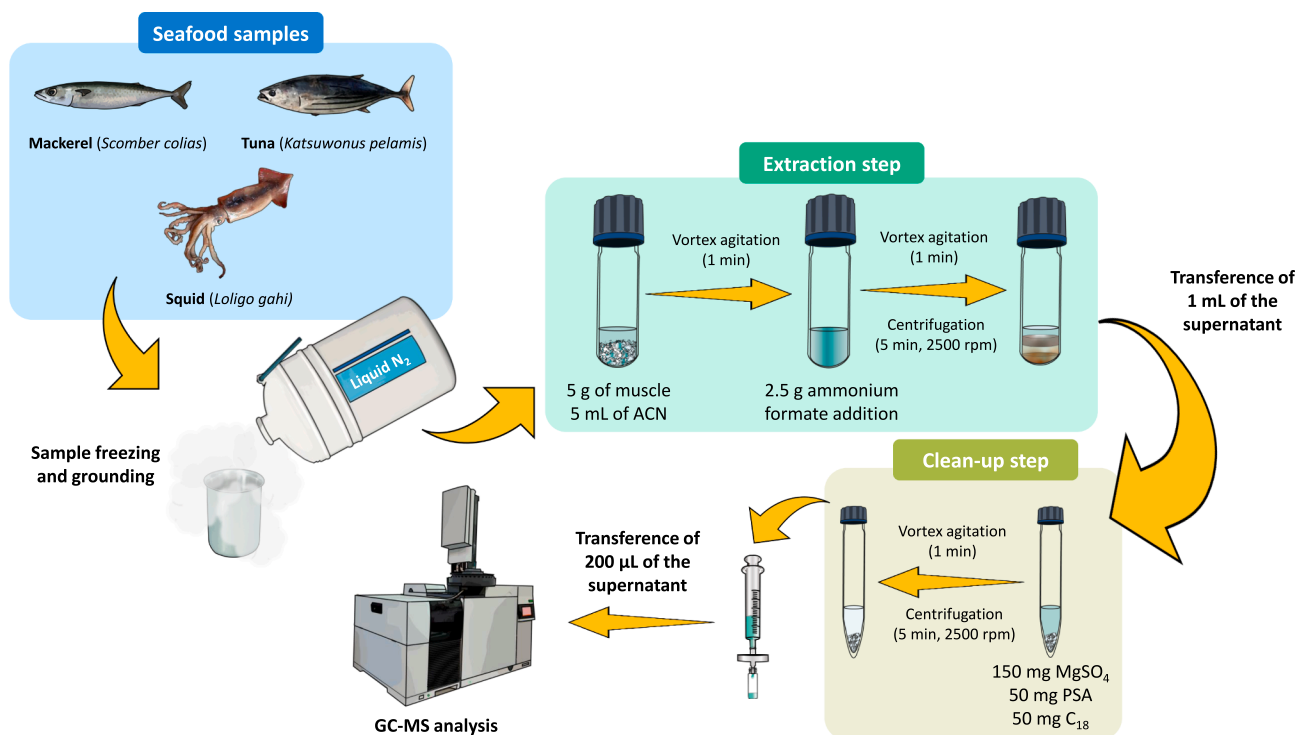 Seafood samples
Mackerel (Scomber colias)
Tuna (Katsuwonus pelamis)
Squid (Loligo gahi)
Liquid N₂
Sample freezing
and grounding
Extraction step
Vortex agitation
(1 min)
Vortex agitation
(1 min)
Centrifugation
(5 min, 2500 rpm)
5 g of muscle
5 mL of ACN
2.5 g ammonium
formate addition
Transference of
1 mL of the
supernatant
Clean-up step
Vortex agitation
(1 min)
Centrifugation
(5 min, 2500 rpm)
150 mg MgSO₄
50 mg PSA
50 mg C₁₈
Transference of
200 µL of the
supernatant
GC-MS analysis